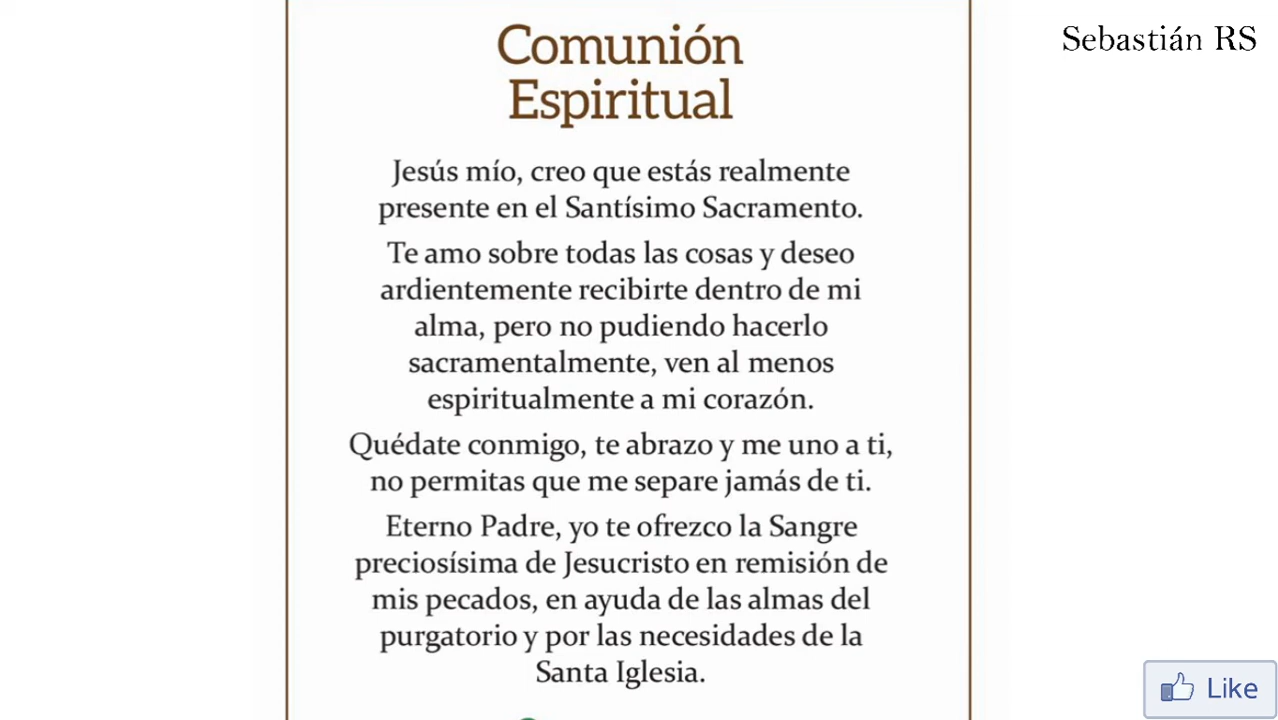 Comunión
Espiritual
Sebastián RS
Jesús mío, creo que estás realmente
presente en el Santísimo Sacramento.
Te amo sobre todas las cosas y deseo
ardientemente recibirte dentro de mi
alma, pero no pudiendo hacerlo
sacramentalmente, ven al menos
espiritualmente a mi corazón.
Quédate conmigo, te abrazo y me uno a ti,
no permitas que me separe jamás de ti.
Eterno Padre, yo te ofrezco la Sangre
preciosísima de Jesucristo en remisión de
mis pecados, en ayuda de las almas del
purgatorio y por las necesidades de la
Santa Iglesia.
Like